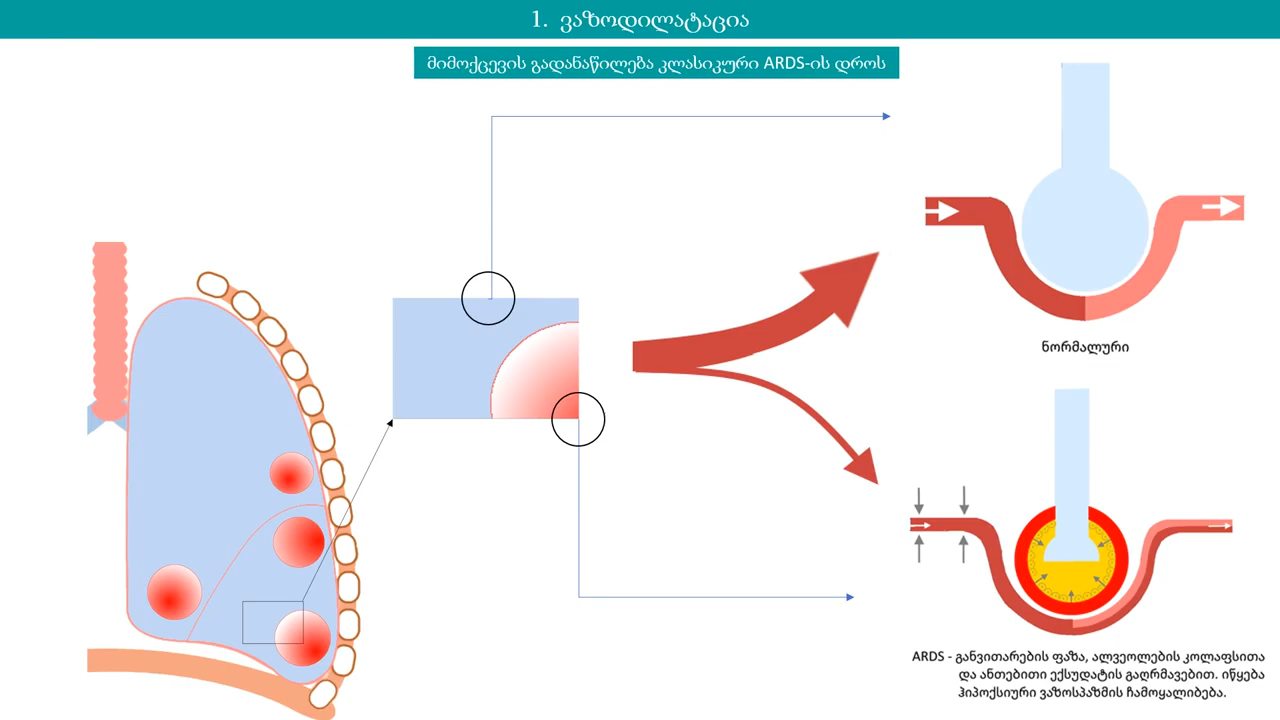 1. ვაზოდილატაცია
მიმოქცევის გადანაწილება კლასიკური ARDS-ის დროს
ნორმალური
ARDS - განვითარების ფაზა, ალვეოლების კოლაფსითა
და ანთებითი ექსუდატის გაღრმავებით. იწყება
ჰიპოქსიური ვაზოსპაზმის ჩამოყალიბება.